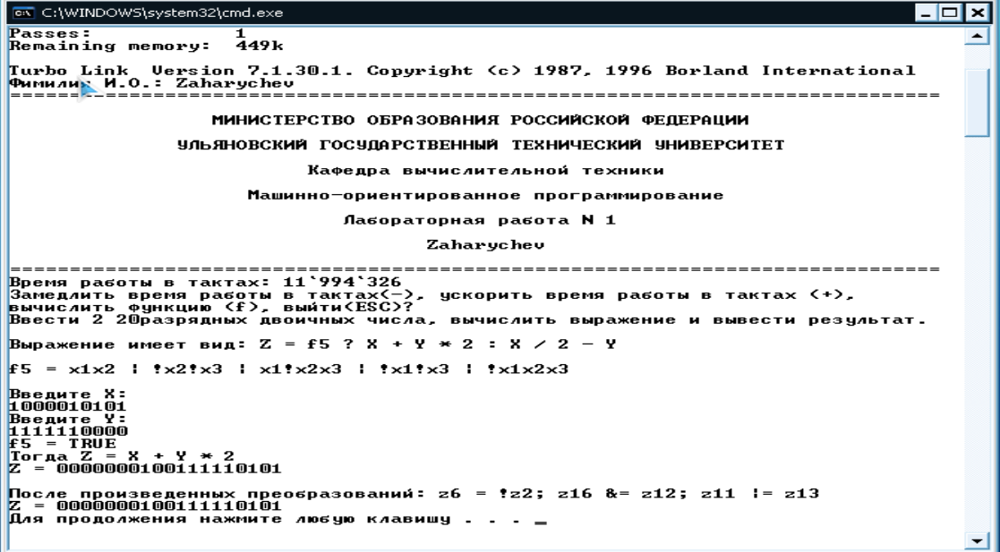 C:\WINDOWS\system32\cmd.exe
Passes: 1
Remaining memory: 449k
Turbo Link Version 7.1.30.1. Copyright (c) 1987, 1996 Borland International
Фимилия И.О.: Zaharychev
==============================================================================
МИНИСТЕРСТВО ОБРАЗОВАНИЯ РОССИЙСКОЙ ФЕДЕРАЦИИ
УЛЬЯНОВСКИЙ ГОСУДАРСТВЕННЫЙ ТЕХНИЧЕСКИЙ УНИВЕРСИТЕТ
Кафедра вычислительной техники
Машинно-ориентированное программирование
Лабораторная работа N 1
Zaharychev
==============================================================================
Время работы в тактах: 11`994`326
Замедлить время работы в тактах(-), ускорить время работы в тактах (+),
вычислить функцию (f), выйти(ESC)?
Ввести 2 20разрядных двоичных числа, вычислить выражение и вывести результат.
Выражение имеет вид: Z = f5 ? X + Y * 2 : X / 2 - Y
f5 = x1x2 | !x2!x3 | x1!x2x3 | !x1!x3 | !x1x2x3
Введите X:
1000010101
Введите Y:
1111110000
f5 = TRUE
Тогда Z = X + Y * 2
Z = 00000000100111110101
После произведенных преобразований: z6 = !z2; z16 &= z12; z11 |= z13
Z = 00000000100111110101
Для продолжения нажмите любую клавишу . . . _